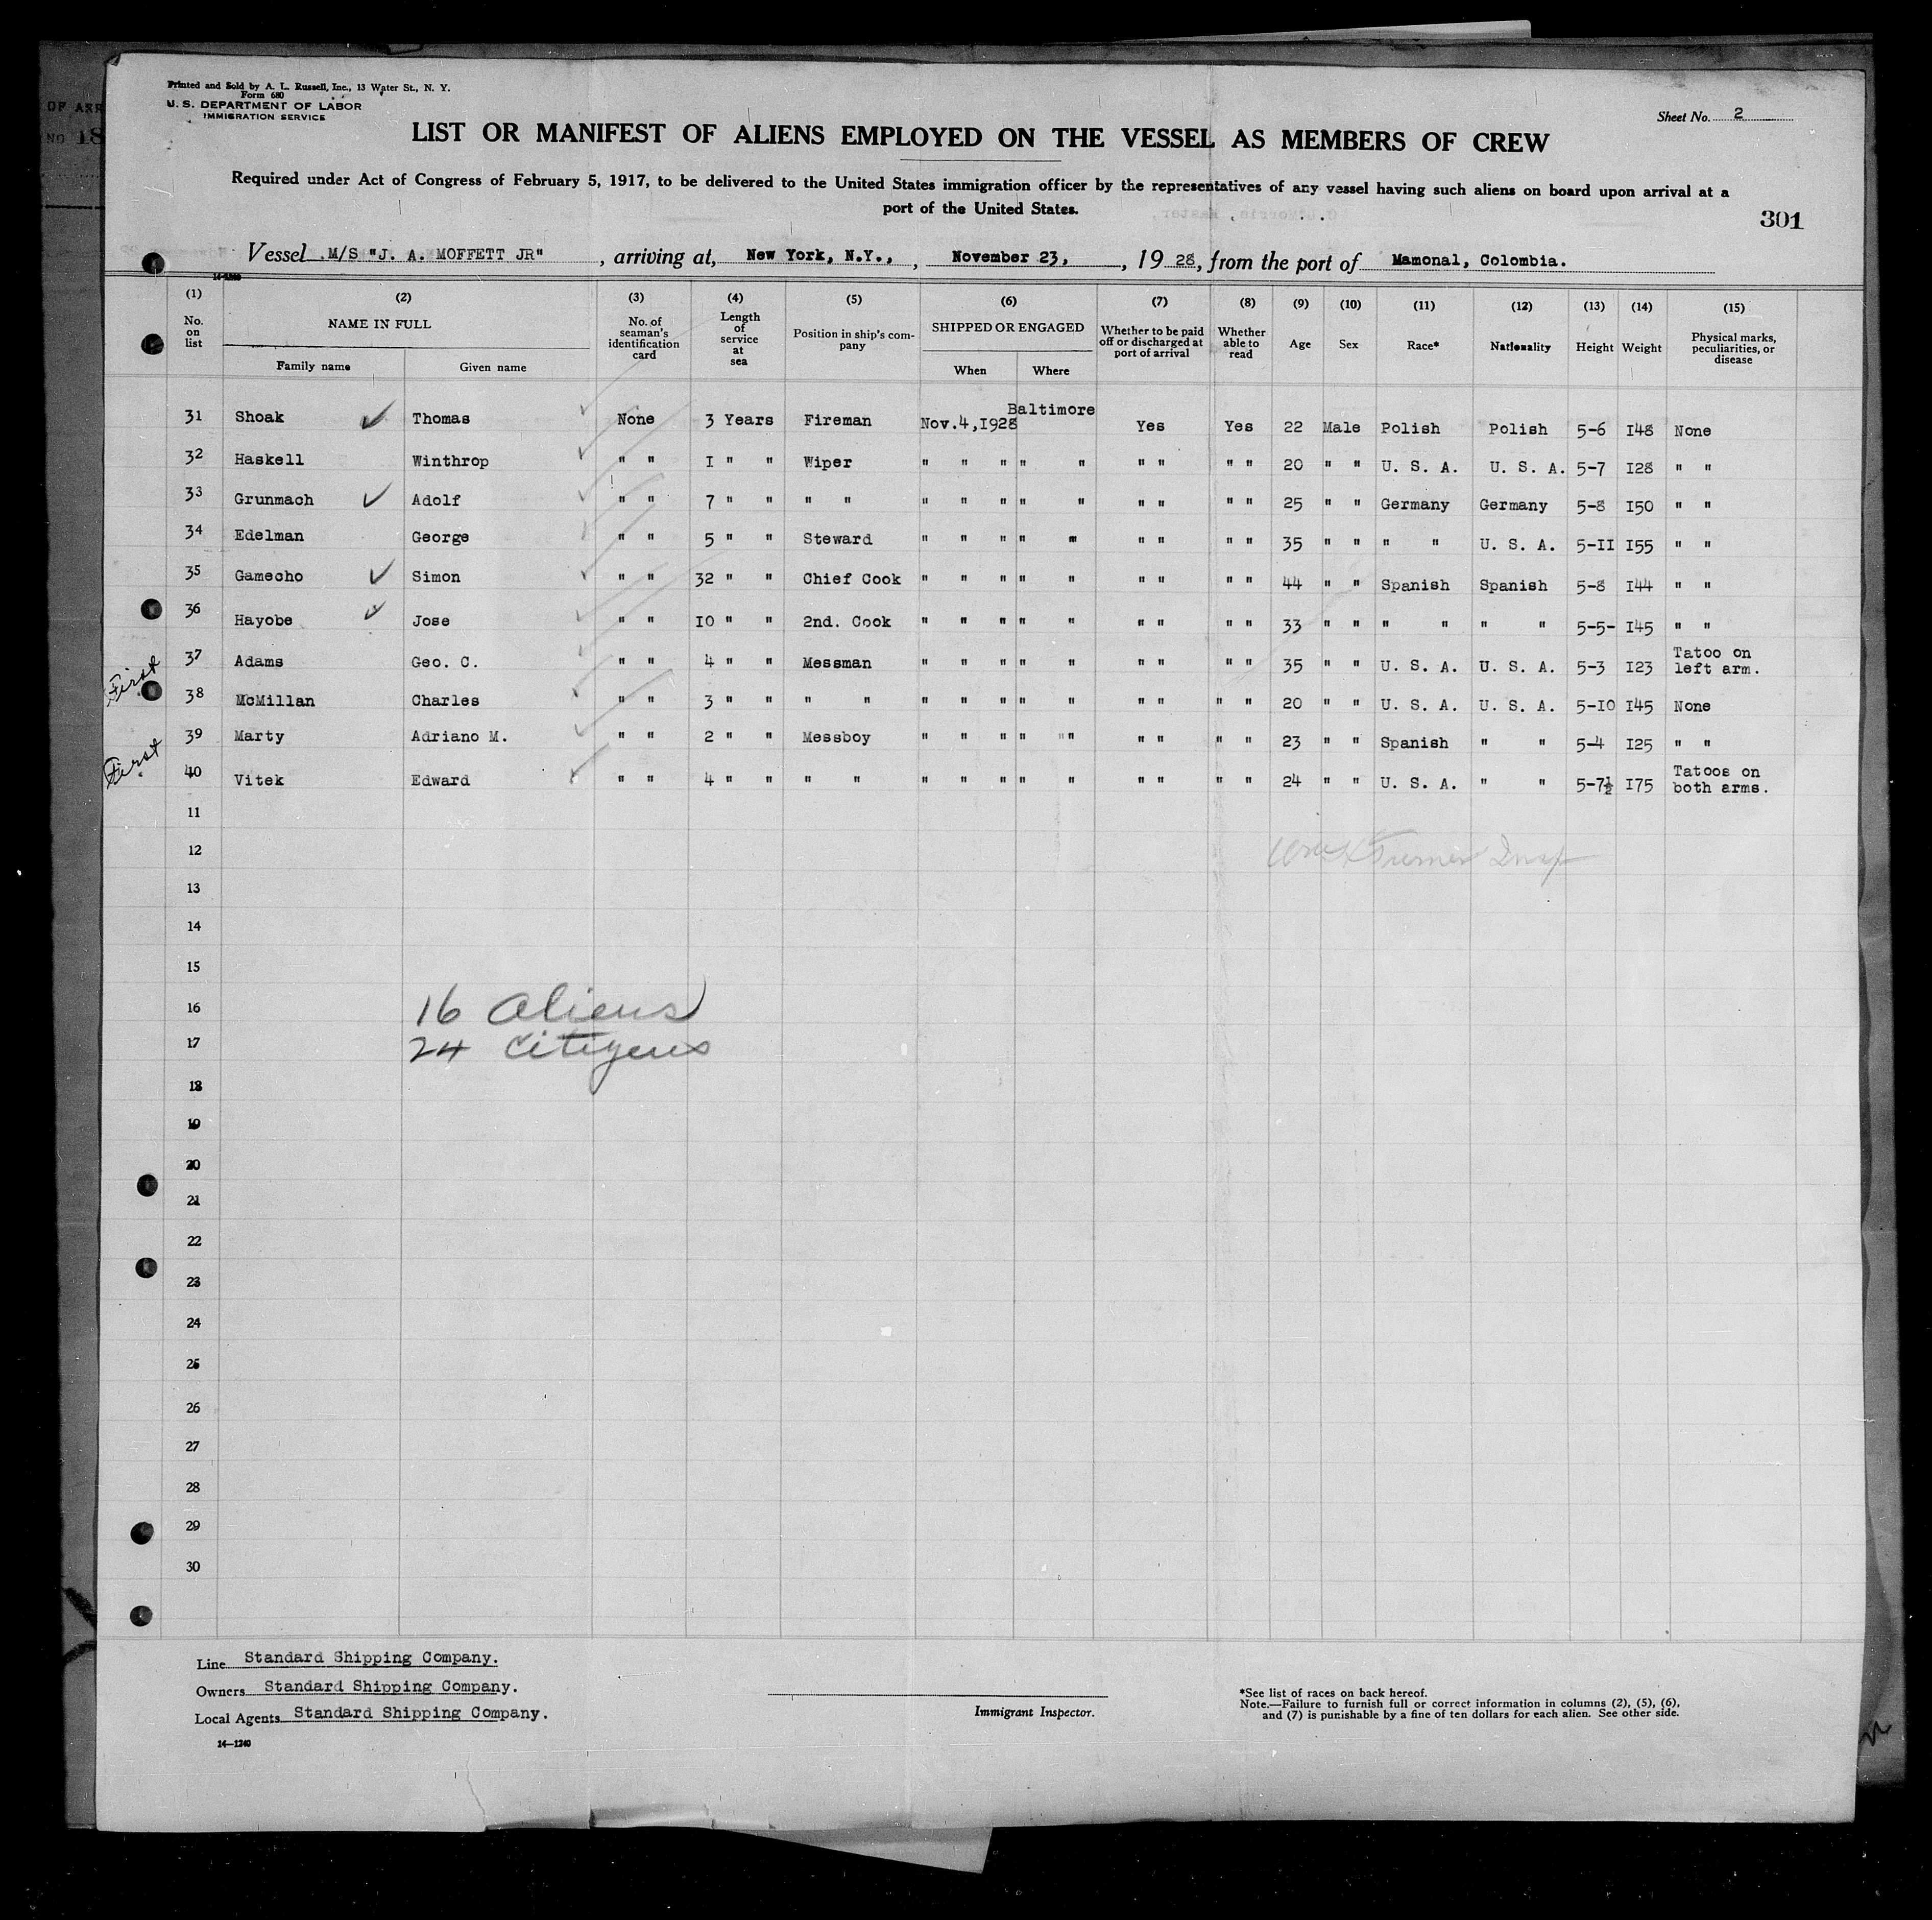 OF ARR
NO 18
Printed and Sold by A. L. Russell, Inc., 13 Water St., N. Y.
Form 680
U. S. DEPARTMENT OF LABOR
IMMIGRATION SERVICE
Sheet No. 2
LIST OR MANIFEST OF ALIENS EMPLOYED ON THE VESSEL AS MEMBERS OF CREW
Required under Act of Congress of February 5, 1917, to be delivered to the United States immigration officer by the representatives of any vessel having such aliens on board upon arrival at a
port of the United States.
301
Vessel M/S "J. A. MOFFETT JR", arriving at, New York, N.Y., , November 23, , 19 28, from the port of Mamonal, Colombia.
14-1240
(1) (2) (3) (4) (5) (6) (7) (8) (9) (10) (11) (12) (13) (14) (15)
No. on list NAME IN FULL No. of seaman's identification card Length of service at sea Position in ship's company SHIPPED OR ENGAGED Whether to be paid off or discharged at port of arrival Whether able to read Age Sex Race* Nationality Height Weight Physical marks, peculiarities, or disease
Family name Given name When Where
31 Shoak Thomas None 3 Years Fireman Nov.4,1928 Baltimore Yes Yes 22 Male Polish Polish 5-6 148 None
32 Haskell Winthrop " " 1 " " Wiper " " " " " " " " " 20 " " U. S. A. U. S. A. 5-7 128 " "
33 Grunmach Adolf " " 7 " " " " " " " " " " " " " 25 " " Germany Germany 5-8 150 " "
34 Edelman George " " 5 " " Steward " " " " " " " " " 35 " " " " U. S. A. 5-11 155 " "
35 Gamecho Simon " " 32 " " Chief Cook " " " " " " " " " 44 " " Spanish Spanish 5-8 144 " "
36 Hayobe Jose " " 10 " " 2nd. Cook " " " " " " " " " 33 " " " " " " 5-5- 145 " "
First 37 Adams Geo. C. " " 4 " " Messman " " " " " " " " " 35 " " U. S. A. U. S. A. 5-3 123 Tatoo on left arm.
38 McMillan Charles " " 3 " " " " " " " " " " " " " 20 " " U. S. A. U. S. A. 5-10 145 None
39 Marty Adriano M. " " 2 " " Messboy " " " " " " " " " 23 " " Spanish " " 5-4 125 " "
First 40 Vitek Edward " " 4 " " " " " " " " " " " " " 24 " " U. S. A. " " 5-7½ 175 Tatoos on both arms.
11
12 Turner Insp
13
14
15
16 16 aliens
17 24 citizens
18
19
20
21
22
23
24
25
26
27
28
29
30
Line Standard Shipping Company.
Owners Standard Shipping Company.
Local Agents Standard Shipping Company.
14-1240
Immigrant Inspector.
*See list of races on back hereof.
Note.—Failure to furnish full or correct information in columns (2), (5), (6),
and (7) is punishable by a fine of ten dollars for each alien. See other side.